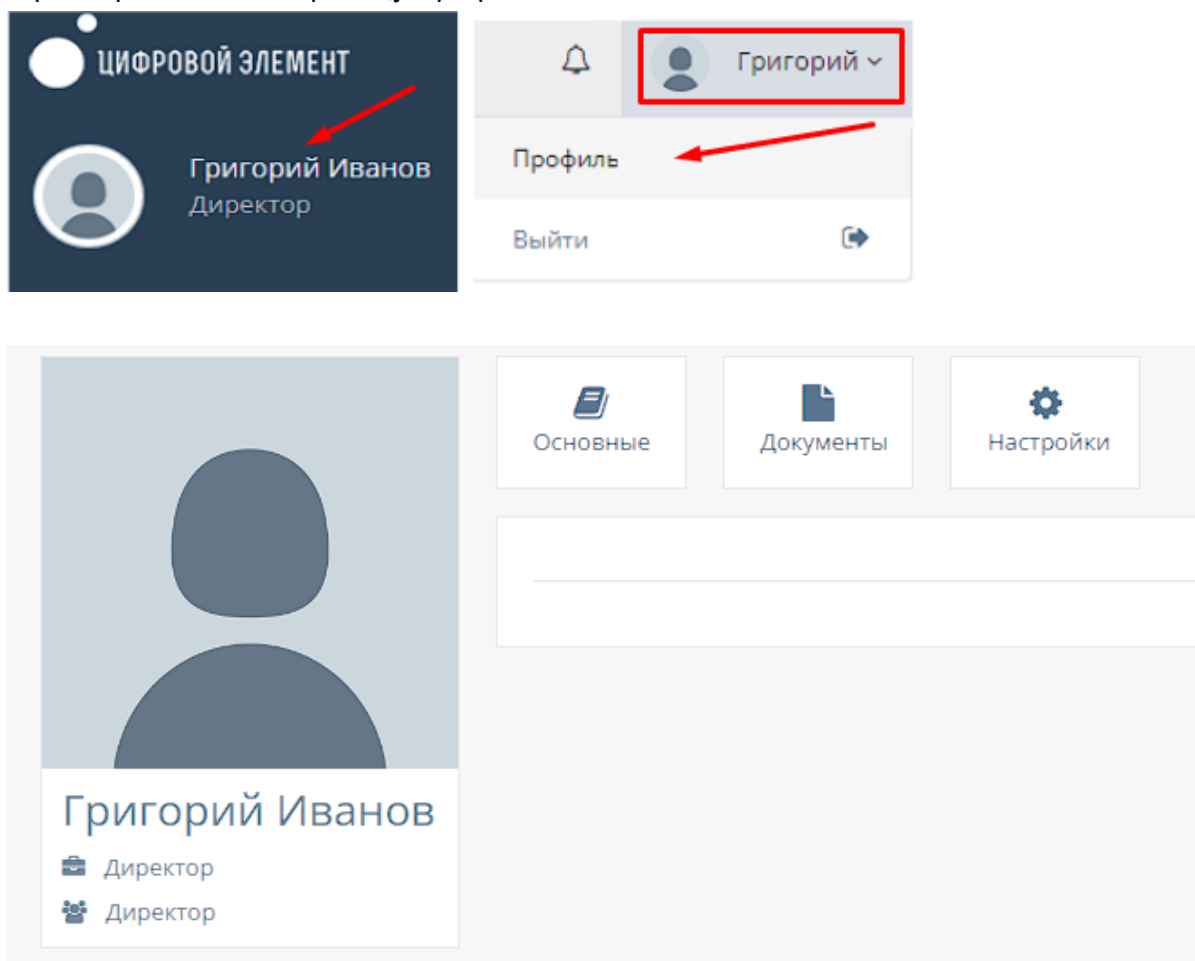 ЦИФРОВОЙ ЭЛЕМЕНТ
Григорий Иванов
Директор
Григорий
Профиль
Выйти
Основные
Документы
Настройки
Григорий Иванов
Директор
Директор